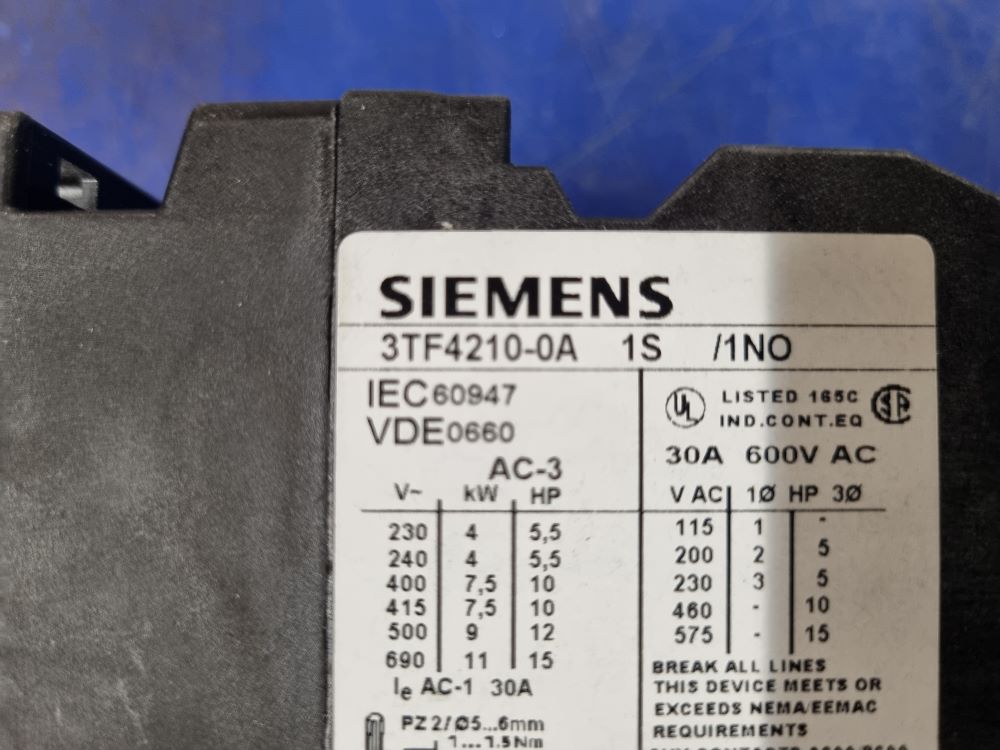 SIEMENS
3TF4210-0A 1S /1NO
IEC60947
VDE0660
AC-3
V~ kW HP
230 4 5,5
240 4 5,5
400 7,5 10
415 7,5 10
500 9 12
690 11 15
Ie AC-1 30A
PZ 2/ Ø5...6mm
1...1.5Nm
UL LISTED 165C
IND.CONT.EQ
30A 600V AC
V AC 1Ø HP 3Ø
115 1 -
200 2 5
230 3 5
460 - 10
575 - 15
BREAK ALL LINES
THIS DEVICE MEETS OR
EXCEEDS NEMA/EEMAC
REQUIREMENTS